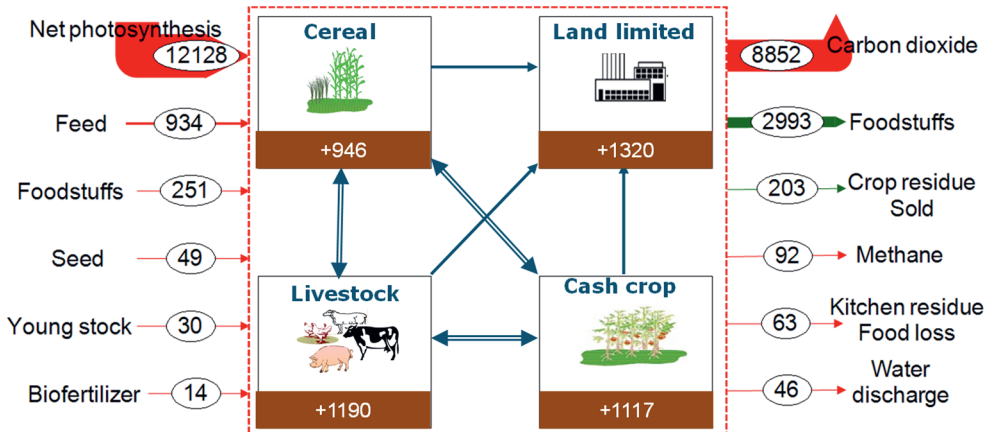 Net photosynthesis
12128
Feed
934
Foodstuffs
251
Seed
49
Young stock
30
Biofertilizer
14
Cereal
+946
Land limited
+1320
Livestock
+1190
Cash crop
+1117
8852
Carbon dioxide
2993
Foodstuffs
203
Crop residue
Sold
92
Methane
63
Kitchen residue
Food loss
46
Water
discharge